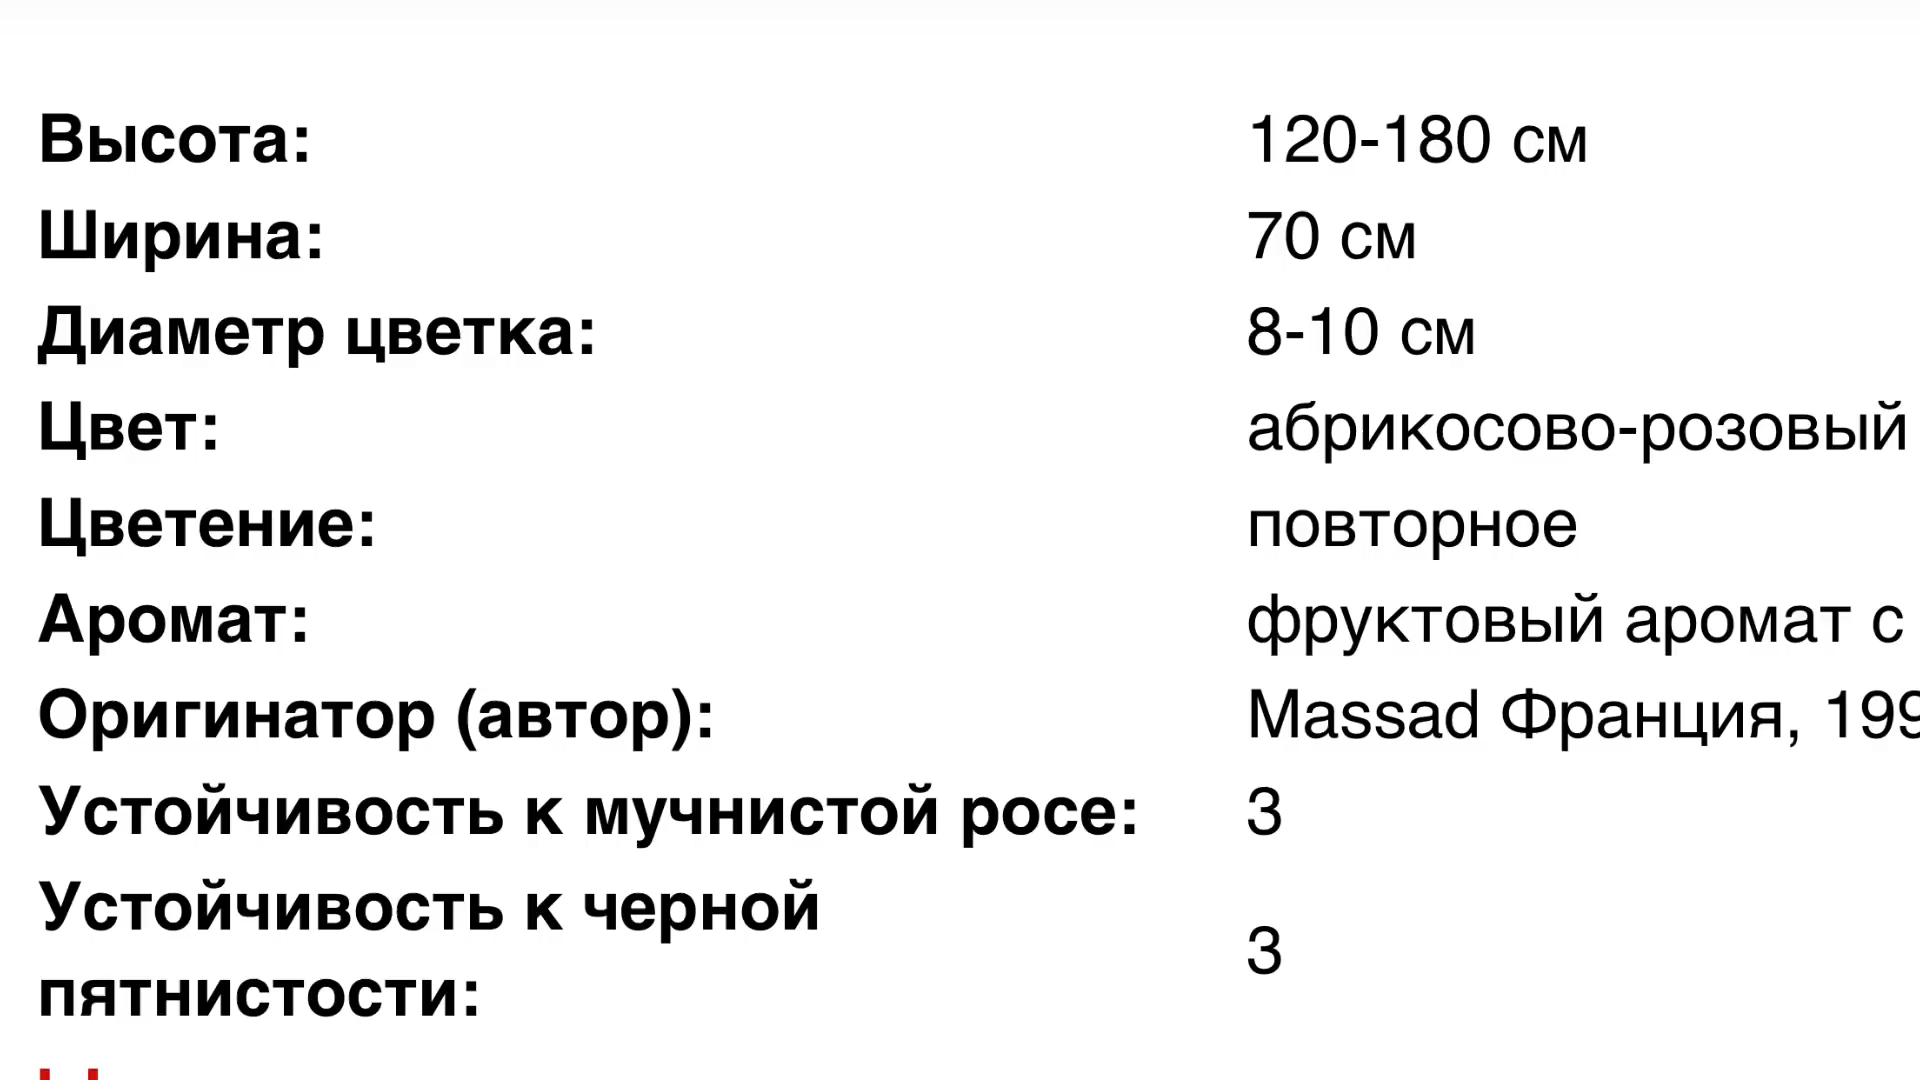 Высота: 120-180 см
Ширина: 70 см
Диаметр цветка: 8-10 см
Цвет: абрикосово-розовый
Цветение: повторное
Аромат: фруктовый аромат с
Оригинатор (автор): Massad Франция, 199
Устойчивость к мучнистой росе: 3
Устойчивость к черной
пятнистости: 3